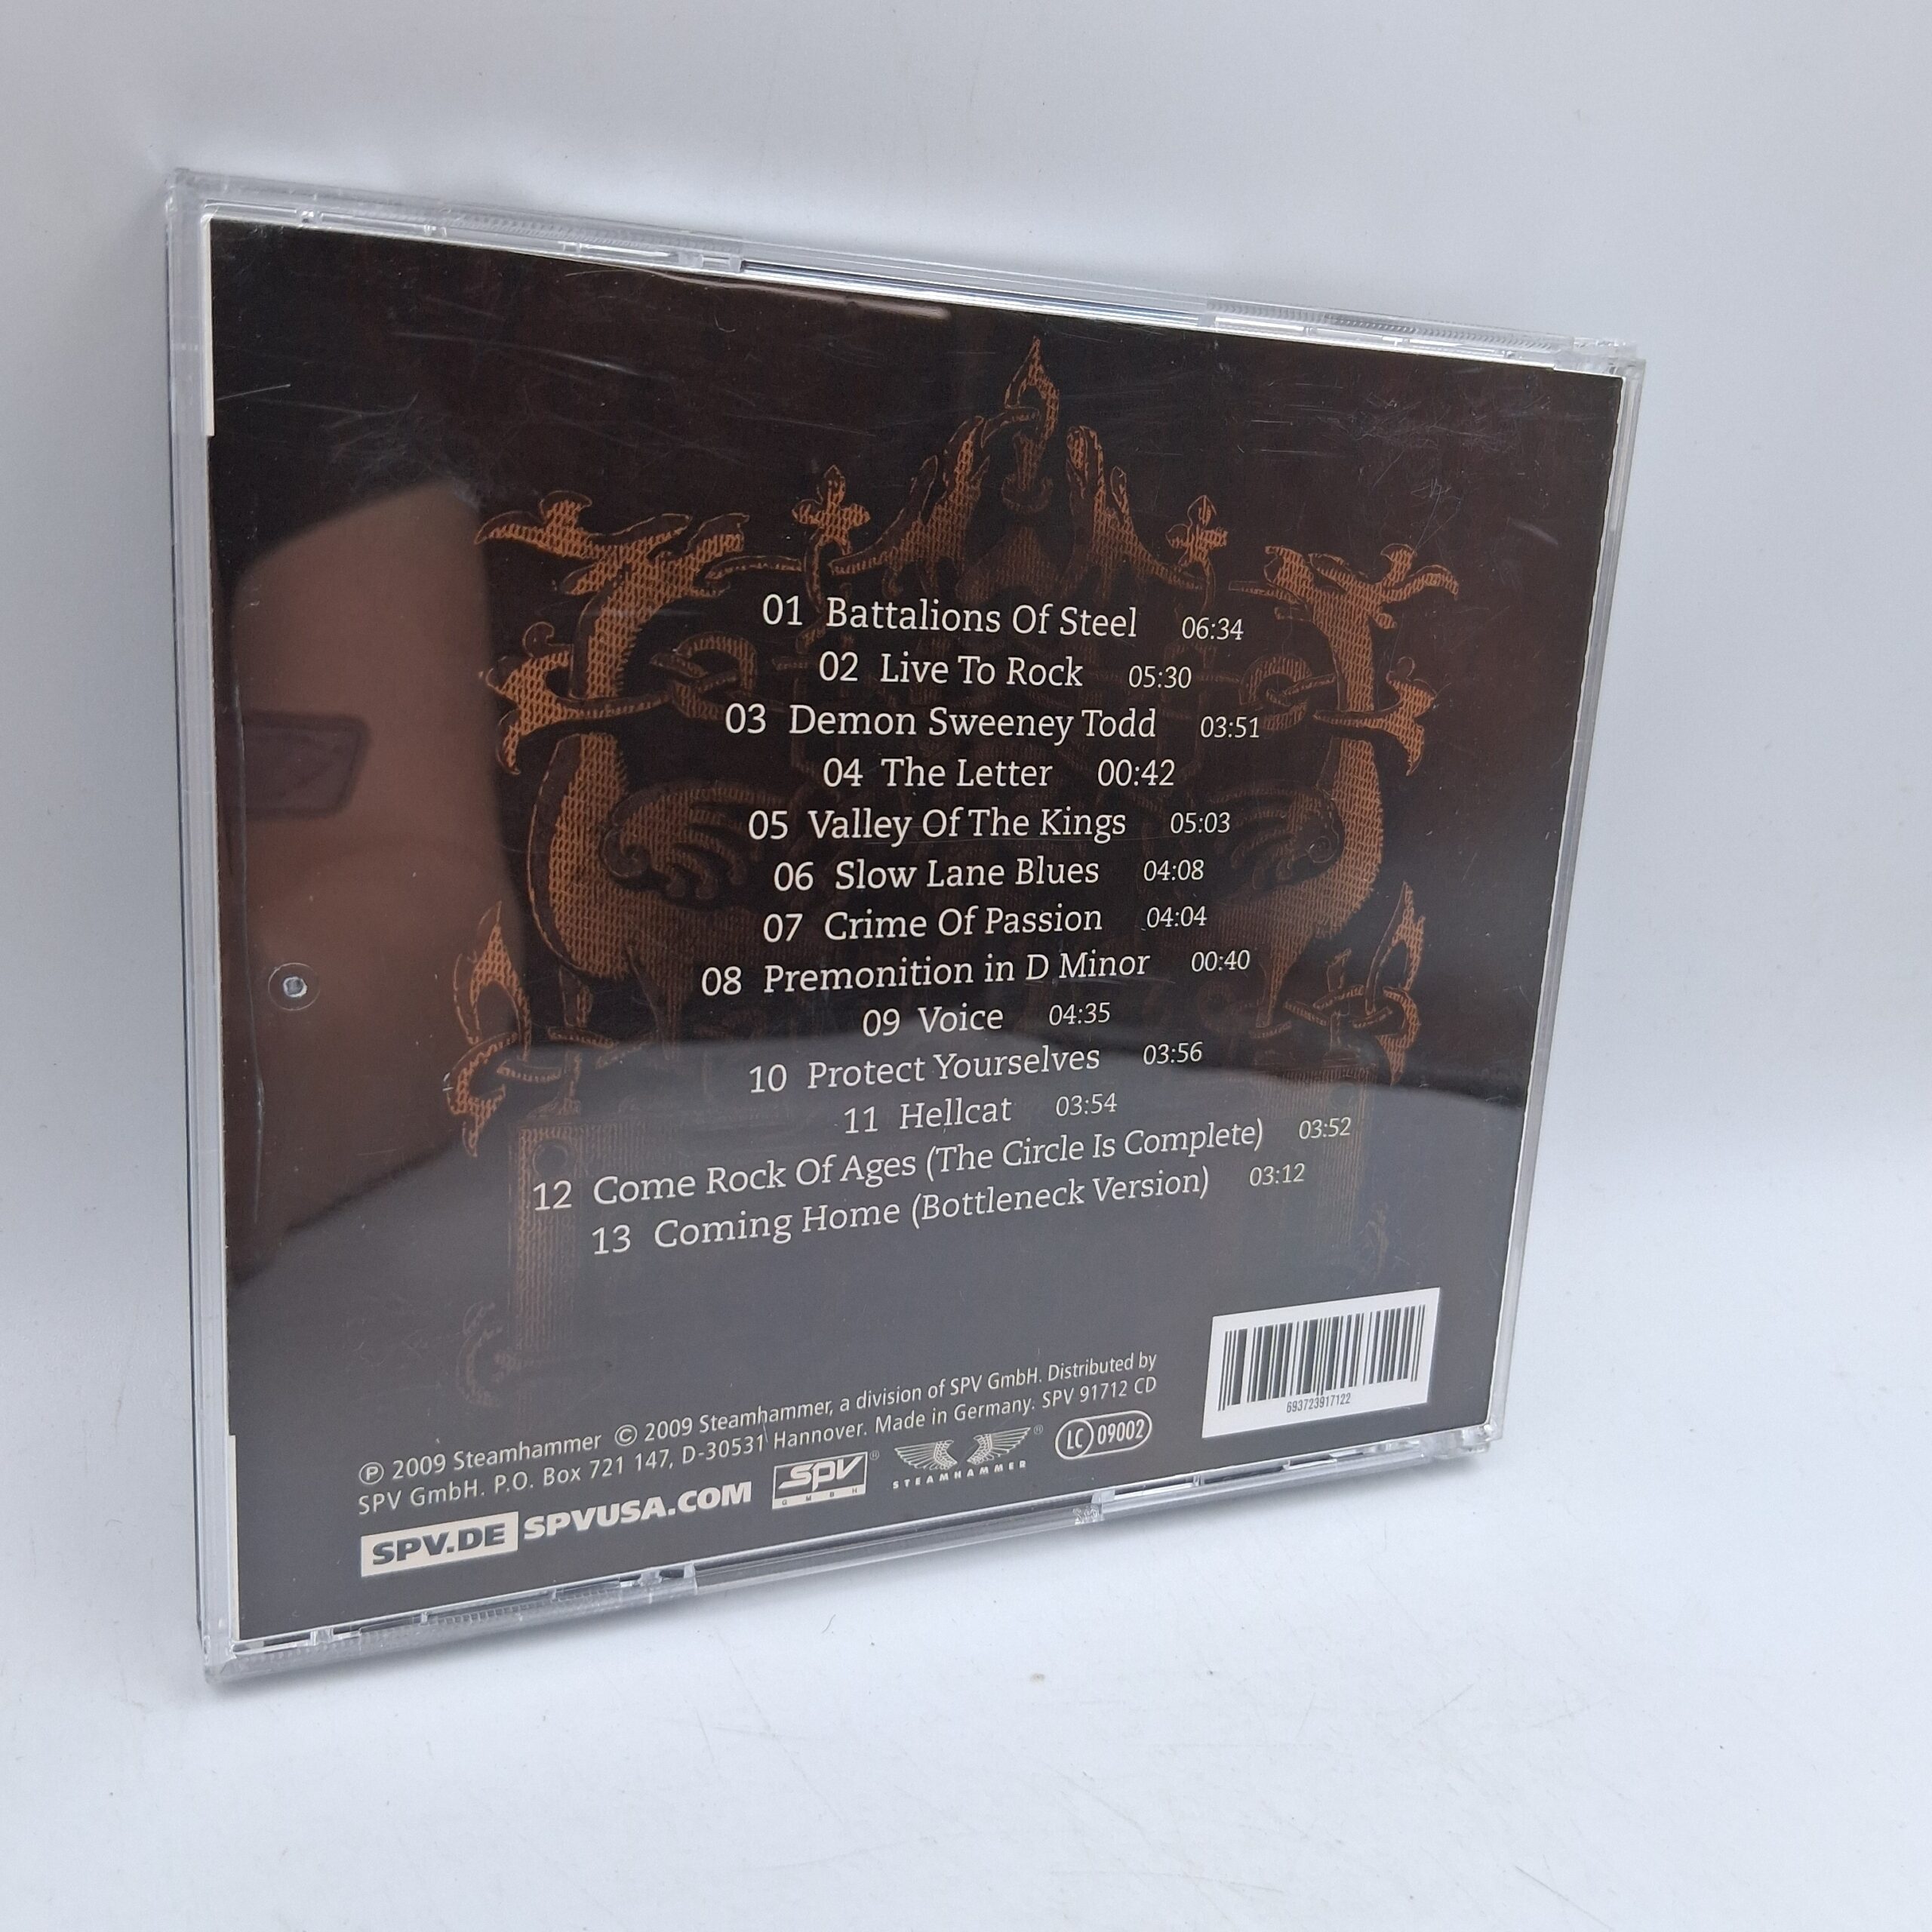 01 Battalions Of Steel 06:34
02 Live To Rock 05:30
03 Demon Sweeney Todd 03:51
04 The Letter 00:42
05 Valley Of The Kings 05:03
06 Slow Lane Blues 04:08
07 Crime Of Passion 04:04
08 Premonition in D Minor 00:40
09 Voice 04:35
10 Protect Yourselves 03:56
11 Hellcat 03:54
12 Come Rock Of Ages (The Circle Is Complete) 03:52
13 Coming Home (Bottleneck Version) 03:12
℗ 2009 Steamhammer © 2009 Steamhammer, a division of SPV GmbH. Distributed by
SPV GmbH. P.O. Box 721 147, D-30531 Hannover. Made in Germany. SPV 91712 CD
SPV.DE SPVUSA.COM
SPV ®
GMBH
STEAMHAMMER ®
LC 09002
693723917122